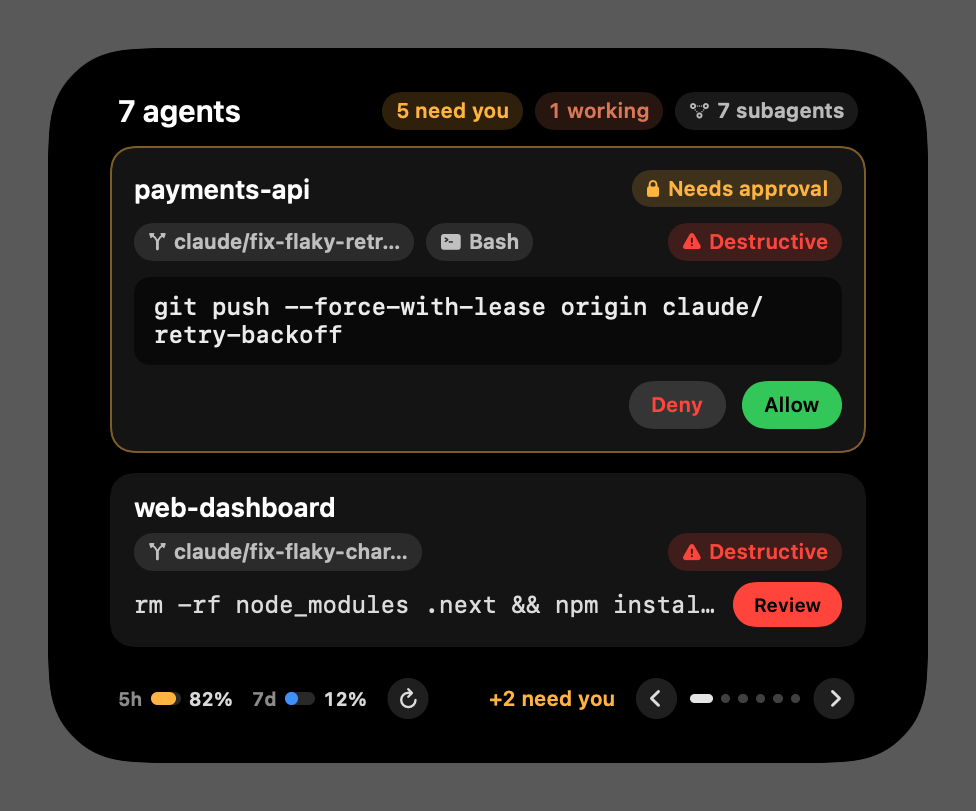 7 agents 5 need you 1 working 7 subagents
payments-api Needs approval
claude/fix-flaky-retr... Bash Destructive
git push --force-with-lease origin claude/
retry-backoff
Deny Allow
web-dashboard
claude/fix-flaky-char... Destructive
rm -rf node_modules .next && npm instal… Review
5h 82% 7d 12% +2 need you